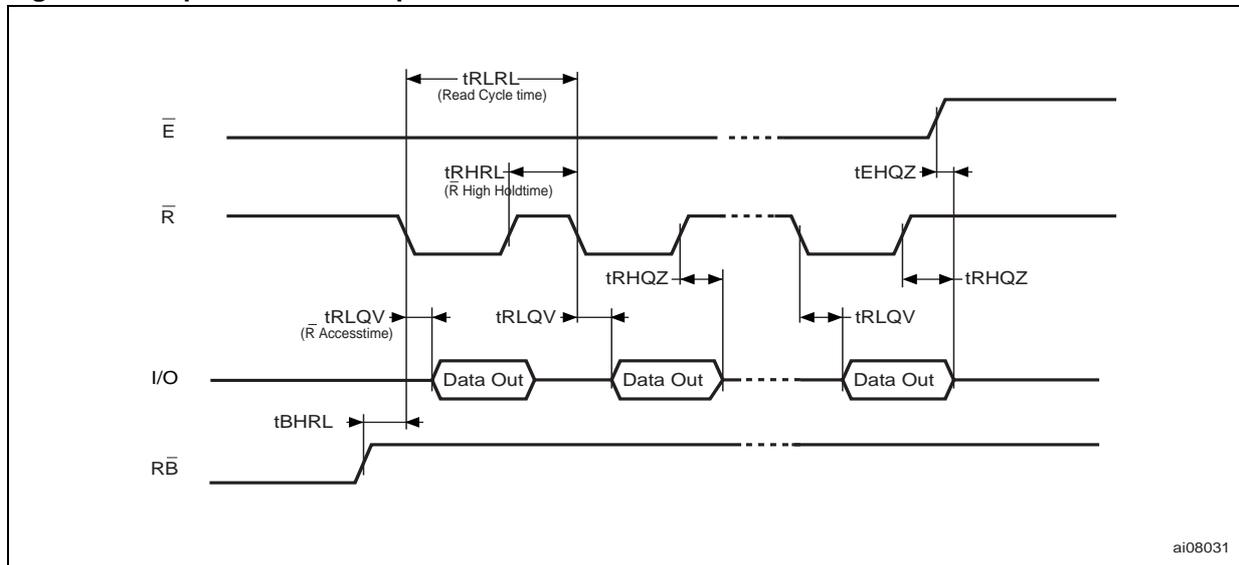 tRLRL
(Read Cycle time)
E̅
tRHRL
(R̅ High Holdtime)
tEHQZ
R̅
tRHQZ
tRHQZ
tRLQV
(R̅ Accesstime)
tRLQV
tRLQV
I/O
Data Out
Data Out
Data Out
tBHRL
RB̅
ai08031